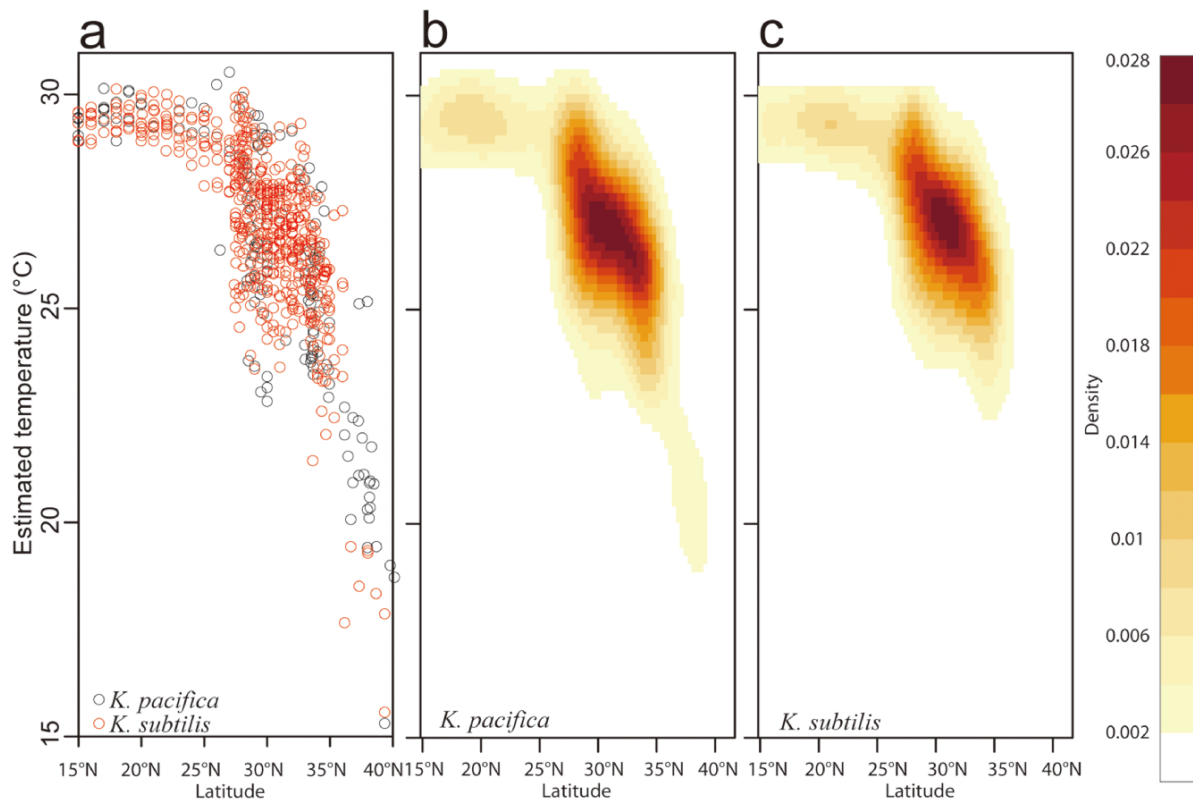 a
b
c
Estimated temperature (°C)
30
25
20
15
K. pacifica
K. subtilis
15°N 20°N 25°N 30°N 35°N 40°N
Latitude
K. pacifica
15°N 20°N 25°N 30°N 35°N 40°N
Latitude
K. subtilis
15°N 20°N 25°N 30°N 35°N 40°N
Latitude
Density
0.028
0.026
0.022
0.018
0.014
0.01
0.006
0.002